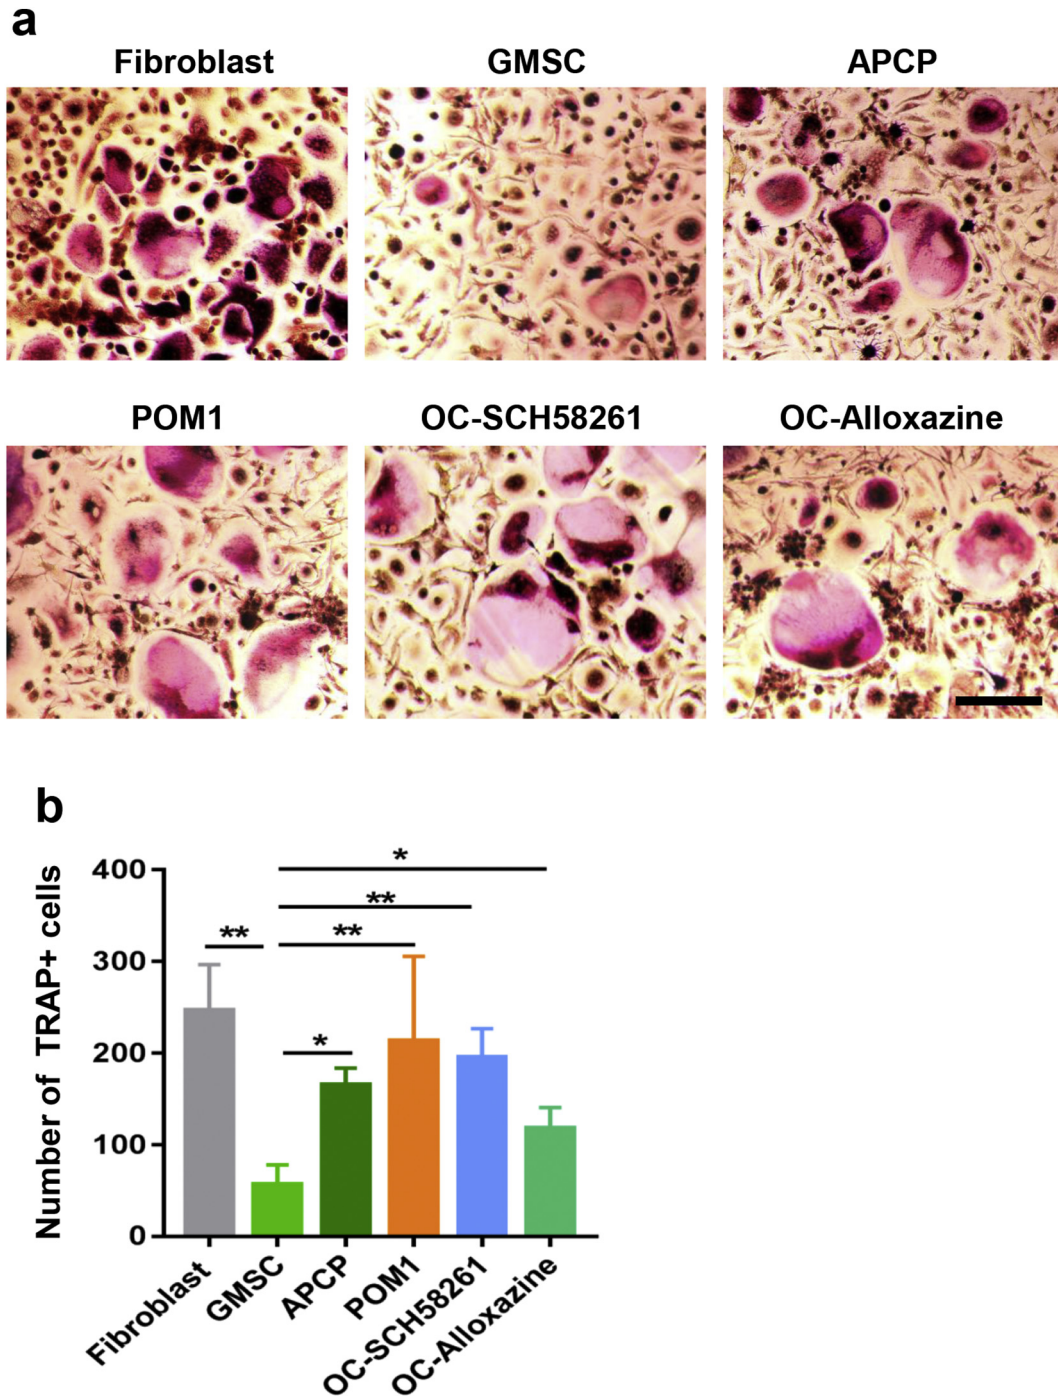 a
Fibroblast GMSC APCP
POM1 OC-SCH58261 OC-Alloxazine
b
Number of TRAP+ cells
400
300
200
100
0
*
**
**
**
*
Fibroblast
GMSC
APCP
POM1
OC-SCH58261
OC-Alloxazine